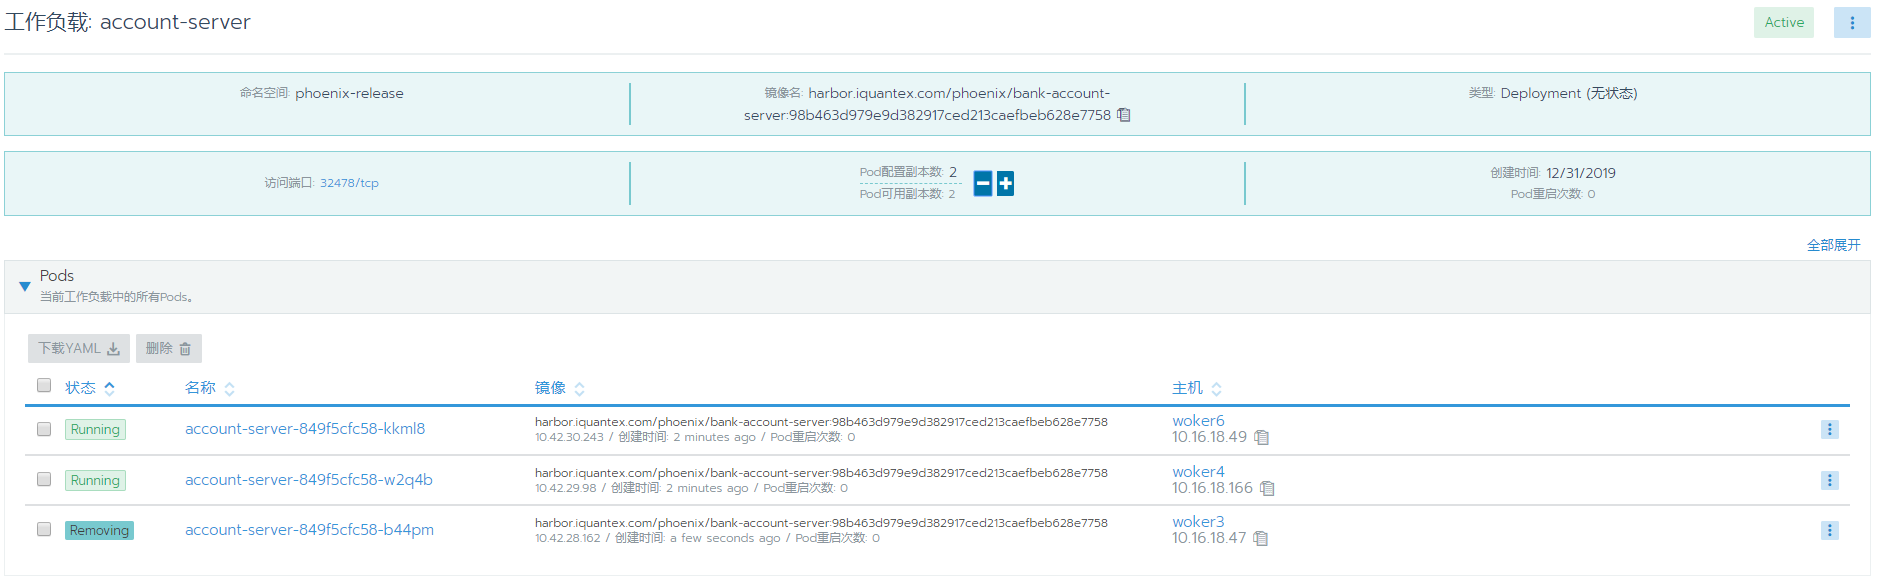 工作负载: account-server
Active
命名空间: phoenix-release
镜像名: harbor.iquantex.com/phoenix/bank-account-
server:98b463d979e9d382917ced213caefbeb628e7758
类型: Deployment (无状态)
访问端口: 32478/tcp
Pod配置副本数: 2
Pod可用副本数: 2
创建时间: 12/31/2019
Pod重启次数: 0
全部展开
Pods
当前工作负载中的所有Pods。
下载YAML
删除
状态 名称 镜像 主机
Running account-server-849f5cfc58-kkml8 harbor.iquantex.com/phoenix/bank-account-server:98b463d979e9d382917ced213caefbeb628e7758 woker6
10.42.30.243 / 创建时间: 2 minutes ago / Pod重启次数: 0 10.16.18.49
Running account-server-849f5cfc58-w2q4b harbor.iquantex.com/phoenix/bank-account-server:98b463d979e9d382917ced213caefbeb628e7758 woker4
10.42.29.98 / 创建时间: 2 minutes ago / Pod重启次数: 0 10.16.18.166
Removing account-server-849f5cfc58-b44pm harbor.iquantex.com/phoenix/bank-account-server:98b463d979e9d382917ced213caefbeb628e7758 woker3
10.42.28.162 / 创建时间: a few seconds ago / Pod重启次数: 0 10.16.18.47